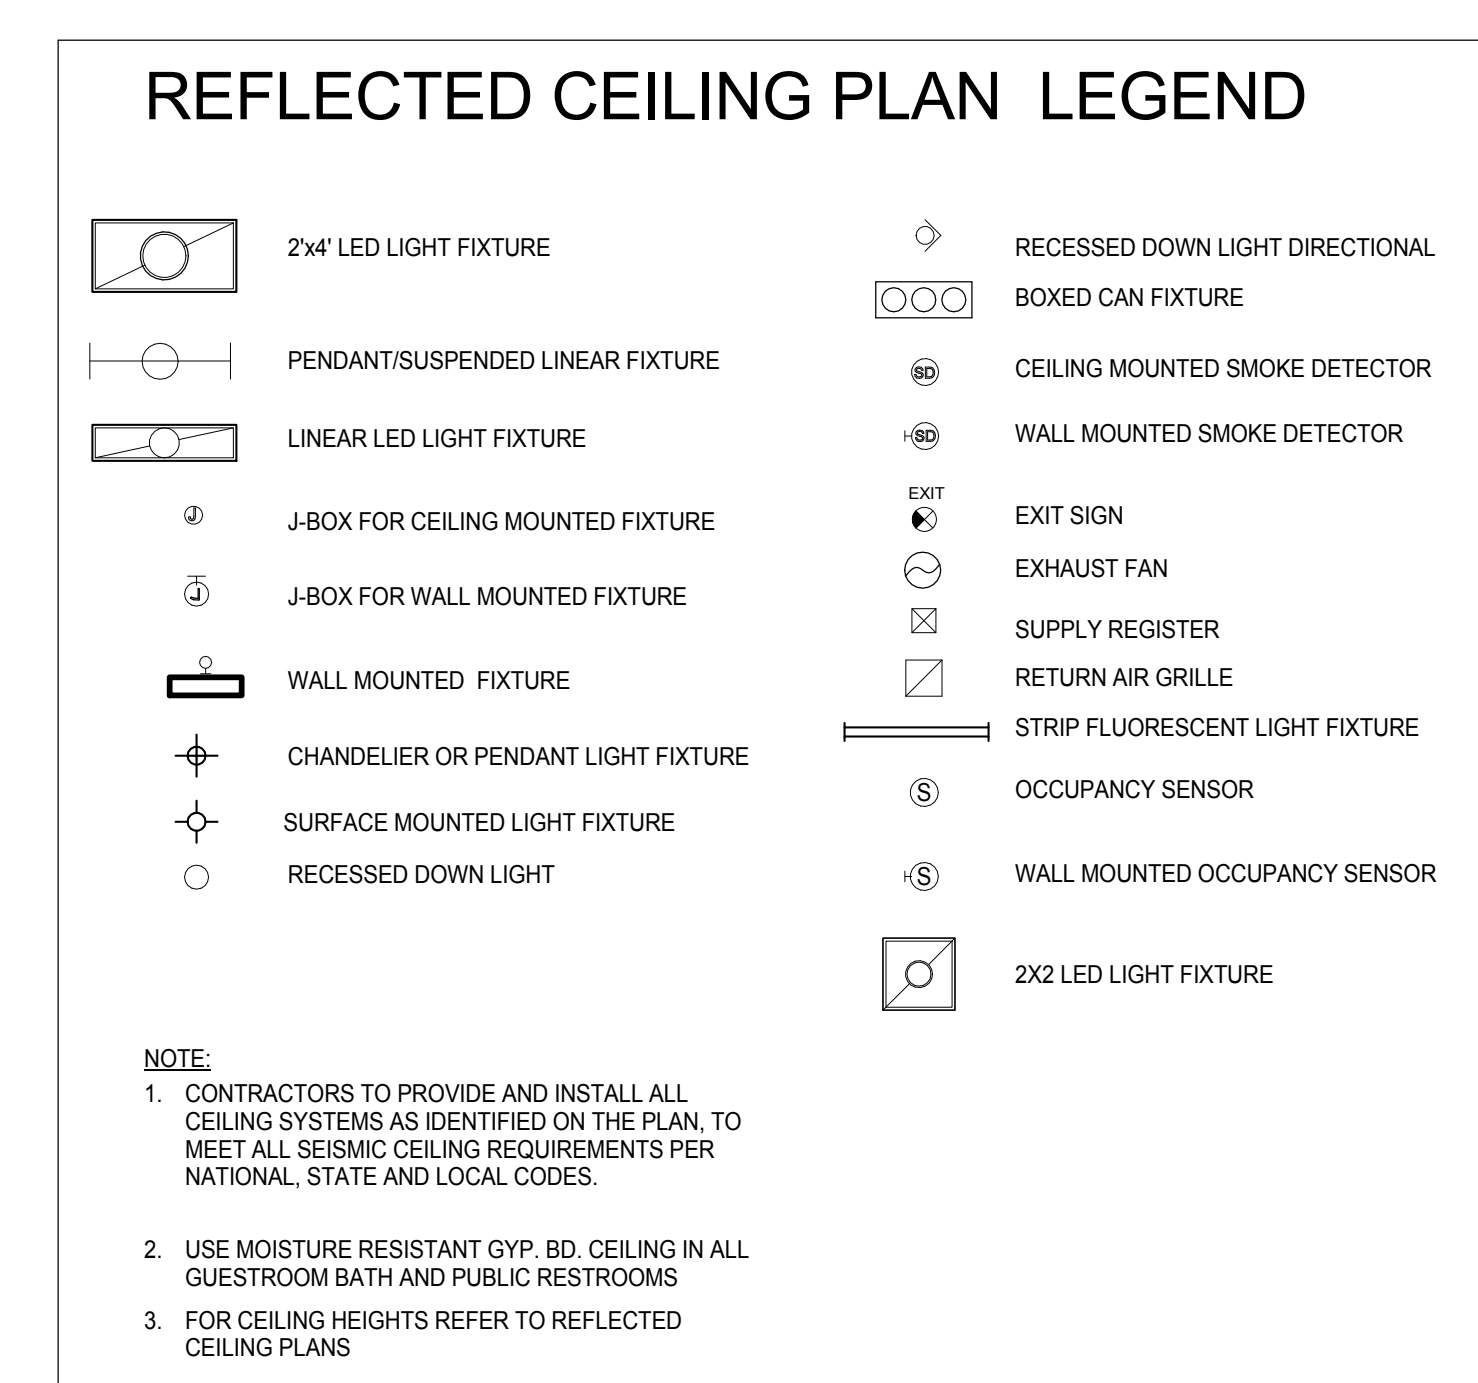 REFLECTED CEILING PLAN LEGEND
2'x4' LED LIGHT FIXTURE
PENDANT/SUSPENDED LINEAR FIXTURE
LINEAR LED LIGHT FIXTURE
J
J-BOX FOR CEILING MOUNTED FIXTURE
J
J-BOX FOR WALL MOUNTED FIXTURE
WALL MOUNTED FIXTURE
CHANDELIER OR PENDANT LIGHT FIXTURE
SURFACE MOUNTED LIGHT FIXTURE
RECESSED DOWN LIGHT
RECESSED DOWN LIGHT DIRECTIONAL
BOXED CAN FIXTURE
SD
CEILING MOUNTED SMOKE DETECTOR
SD
WALL MOUNTED SMOKE DETECTOR
EXIT
EXIT SIGN
EXHAUST FAN
SUPPLY REGISTER
RETURN AIR GRILLE
STRIP FLUORESCENT LIGHT FIXTURE
S
OCCUPANCY SENSOR
S
WALL MOUNTED OCCUPANCY SENSOR
2X2 LED LIGHT FIXTURE
NOTE:
1. CONTRACTORS TO PROVIDE AND INSTALL ALL
CEILING SYSTEMS AS IDENTIFIED ON THE PLAN, TO
MEET ALL SEISMIC CEILING REQUIREMENTS PER
NATIONAL, STATE AND LOCAL CODES.
2. USE MOISTURE RESISTANT GYP. BD. CEILING IN ALL
GUESTROOM BATH AND PUBLIC RESTROOMS
3. FOR CEILING HEIGHTS REFER TO REFLECTED
CEILING PLANS